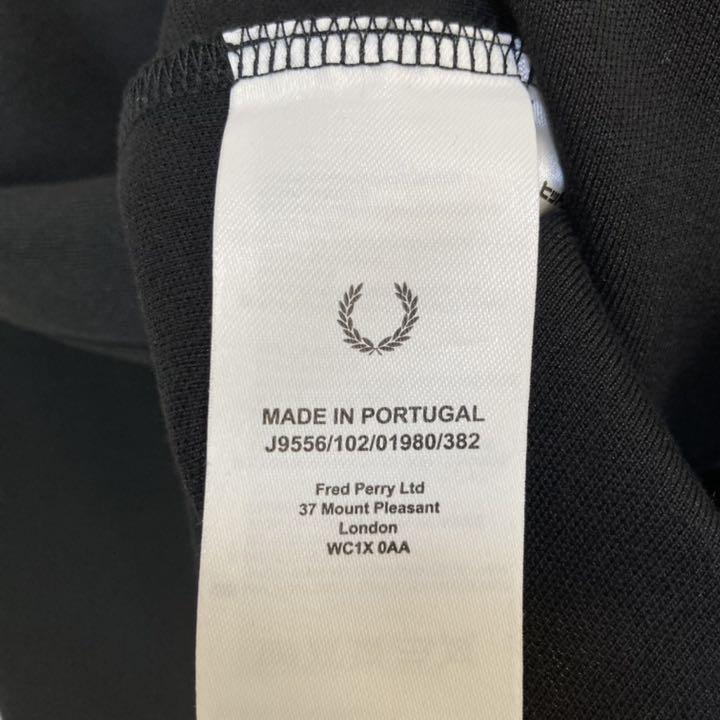 MADE IN PORTUGAL
J9556/102/01980/382
Fred Perry Ltd
37 Mount Pleasant
London
WC1X 0AA